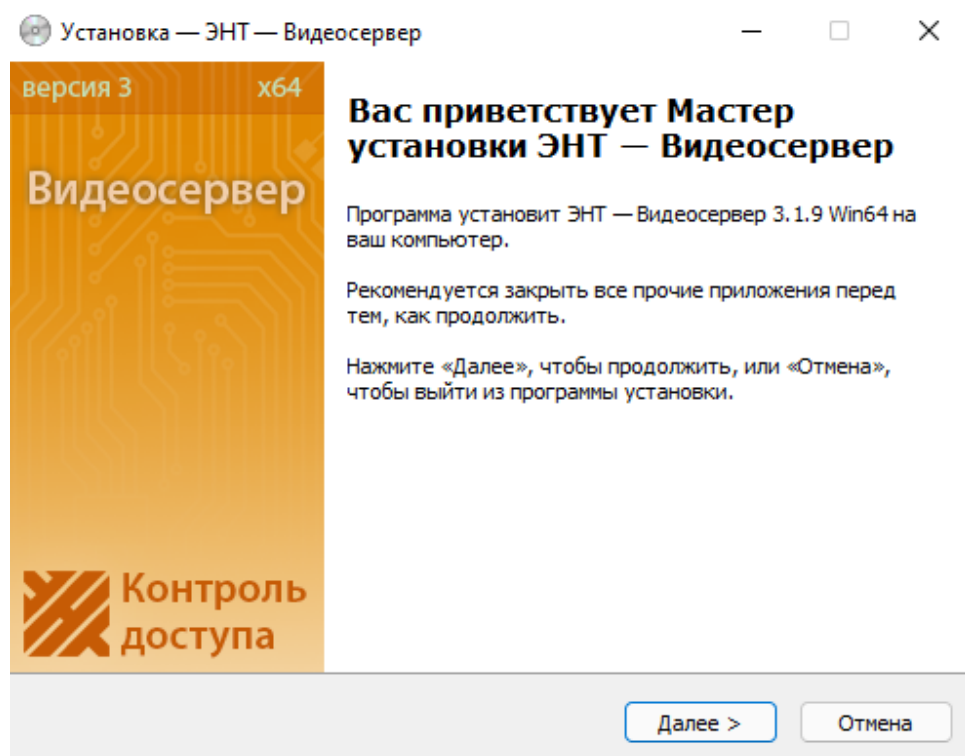 Установка — ЭНТ — Видеосервер
версия 3 x64
Видеосервер
Контроль
доступа
Вас приветствует Мастер
установки ЭНТ — Видеосервер
Программа установит ЭНТ — Видеосервер 3.1.9 Win64 на
ваш компьютер.
Рекомендуется закрыть все прочие приложения перед
тем, как продолжить.
Нажмите «Далее», чтобы продолжить, или «Отмена»,
чтобы выйти из программы установки.
Далее >
Отмена